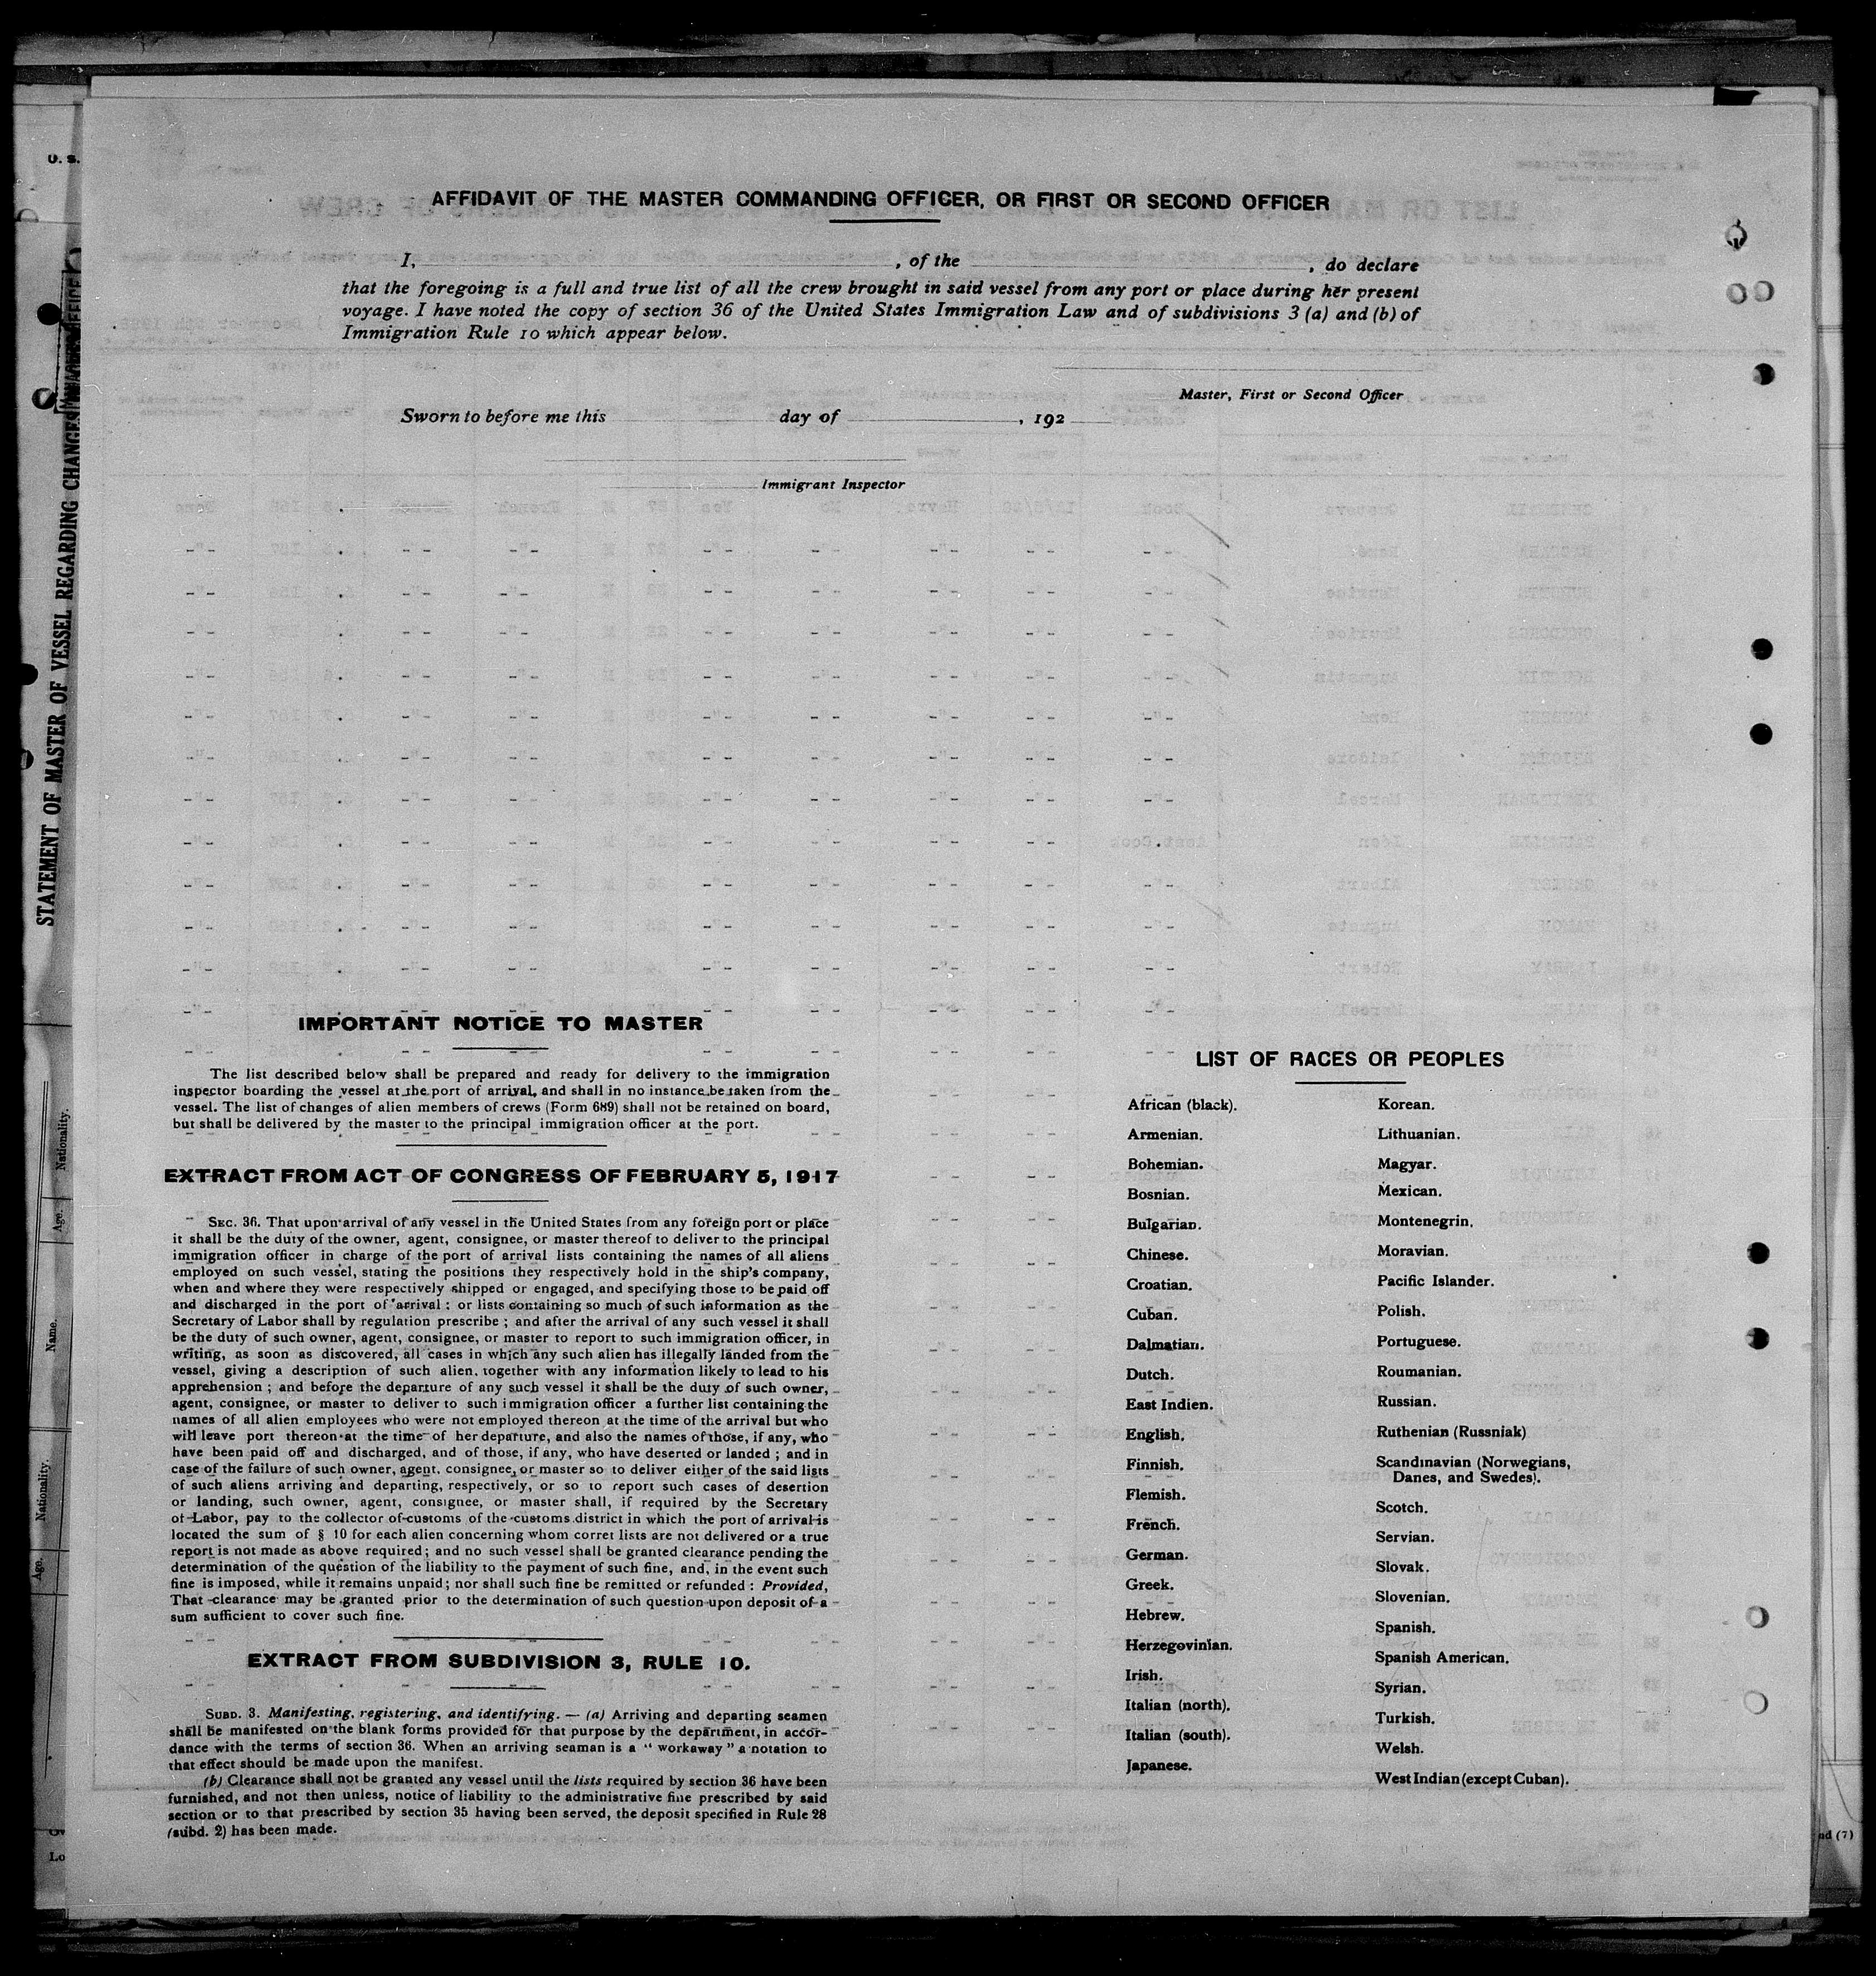 AFFIDAVIT OF THE MASTER COMMANDING OFFICER, OR FIRST OR SECOND OFFICER
I, , of the , do declare
that the foregoing is a full and true list of all the crew brought in said vessel from any port or place during her present
voyage. I have noted the copy of section 36 of the United States Immigration Law and of subdivisions 3 (a) and (b) of
Immigration Rule 10 which appear below.
Master, First or Second Officer
Sworn to before me this day of , 192
Immigrant Inspector
IMPORTANT NOTICE TO MASTER
The list described below shall be prepared and ready for delivery to the immigration
inspector boarding the vessel at the port of arrival, and shall in no instance be taken from the
vessel. The list of changes of alien members of crews (Form 689) shall not be retained on board,
but shall be delivered by the master to the principal immigration officer at the port.
EXTRACT FROM ACT OF CONGRESS OF FEBRUARY 5, 1917
SEC. 36. That upon arrival of any vessel in the United States from any foreign port or place
it shall be the duty of the owner, agent, consignee, or master thereof to deliver to the principal
immigration officer in charge of the port of arrival lists containing the names of all aliens
employed on such vessel, stating the positions they respectively hold in the ship's company,
when and where they were respectively shipped or engaged, and specifying those to be paid off
and discharged in the port of arrival ; or lists containing so much of such information as the
Secretary of Labor shall by regulation prescribe ; and after the arrival of any such vessel it shall
be the duty of such owner, agent, consignee, or master to report to such immigration officer, in
writing, as soon as discovered, all cases in which any such alien has illegally landed from the
vessel, giving a description of such alien, together with any information likely to lead to his
apprehension ; and before the departure of any such vessel it shall be the duty of such owner,
agent, consignee, or master to deliver to such immigration officer a further list containing the
names of all alien employees who were not employed thereon at the time of the arrival but who
will leave port thereon at the time of her departure, and also the names of those, if any, who
have been paid off and discharged, and of those, if any, who have deserted or landed ; and in
case of the failure of such owner, agent, consignee, or master so to deliver either of the said lists
of such aliens arriving and departing, respectively, or so to report such cases of desertion
or landing, such owner, agent, consignee, or master shall, if required by the Secretary
of Labor, pay to the collector of customs of the customs district in which the port of arrival is
located the sum of § 10 for each alien concerning whom corret lists are not delivered or a true
report is not made as above required ; and no such vessel shall be granted clearance pending the
determination of the question of the liability to the payment of such fine, and, in the event such
fine is imposed, while it remains unpaid ; nor shall such fine be remitted or refunded : Provided,
That clearance may be granted prior to the determination of such question upon deposit of a
sum sufficient to cover such fine.
EXTRACT FROM SUBDIVISION 3, RULE 10.
SUBD. 3. Manifesting, registering, and identifying. — (a) Arriving and departing seamen
shall be manifested on the blank forms provided for that purpose by the department, in accor-
dance with the terms of section 36. When an arriving seaman is a " workaway " a notation to
that effect should be made upon the manifest.
(b) Clearance shall not be granted any vessel until the lists required by section 36 have been
furnished, and not then unless, notice of liability to the administrative fine prescribed by said
section or to that prescribed by section 35 having been served, the deposit specified in Rule 28
(subd. 2) has been made.
LIST OF RACES OR PEOPLES
African (black).
Armenian.
Bohemian.
Bosnian.
Bulgarian.
Chinese.
Croatian.
Cuban.
Dalmatian.
Dutch.
East Indien.
English.
Finnish.
Flemish.
French.
German.
Greek.
Hebrew.
Herzegovinian.
Irish.
Italian (north).
Italian (south).
Japanese.
Korean.
Lithuanian.
Magyar.
Mexican.
Montenegrin.
Moravian.
Pacific Islander.
Polish.
Portuguese.
Roumanian.
Russian.
Ruthenian (Russniak)
Scandinavian (Norwegians,
Danes, and Swedes).
Scotch.
Servian.
Slovak.
Slovenian.
Spanish.
Spanish American.
Syrian.
Turkish.
Welsh.
West Indian (except Cuban).
U. S.
STATEMENT OF MASTER OF VESSEL REGARDING CHANGES
Nationality.
Age.
Name.
Nationality.
Age.
Lo
nd (7)